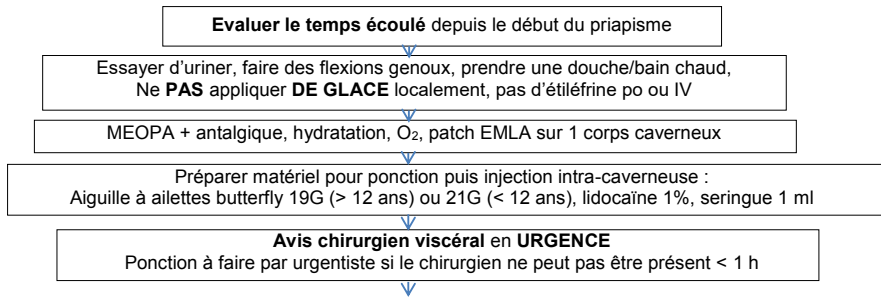 Evaluer le temps écoulé depuis le début du priapisme
Essayer d'uriner, faire des flexions genoux, prendre une douche/bain chaud,
Ne PAS appliquer DE GLACE localement, pas d'étiléfrine po ou IV
MEOPA + antalgique, hydratation, O₂, patch EMLA sur 1 corps caverneux
Préparer matériel pour ponction puis injection intra-caverneuse :
Aiguille à ailettes butterfly 19G (> 12 ans) ou 21G (< 12 ans), lidocaïne 1%, seringue 1 ml
Avis chirurgien viscéral en URGENCE
Ponction à faire par urgentiste si le chirurgien ne peut pas être présent < 1 h